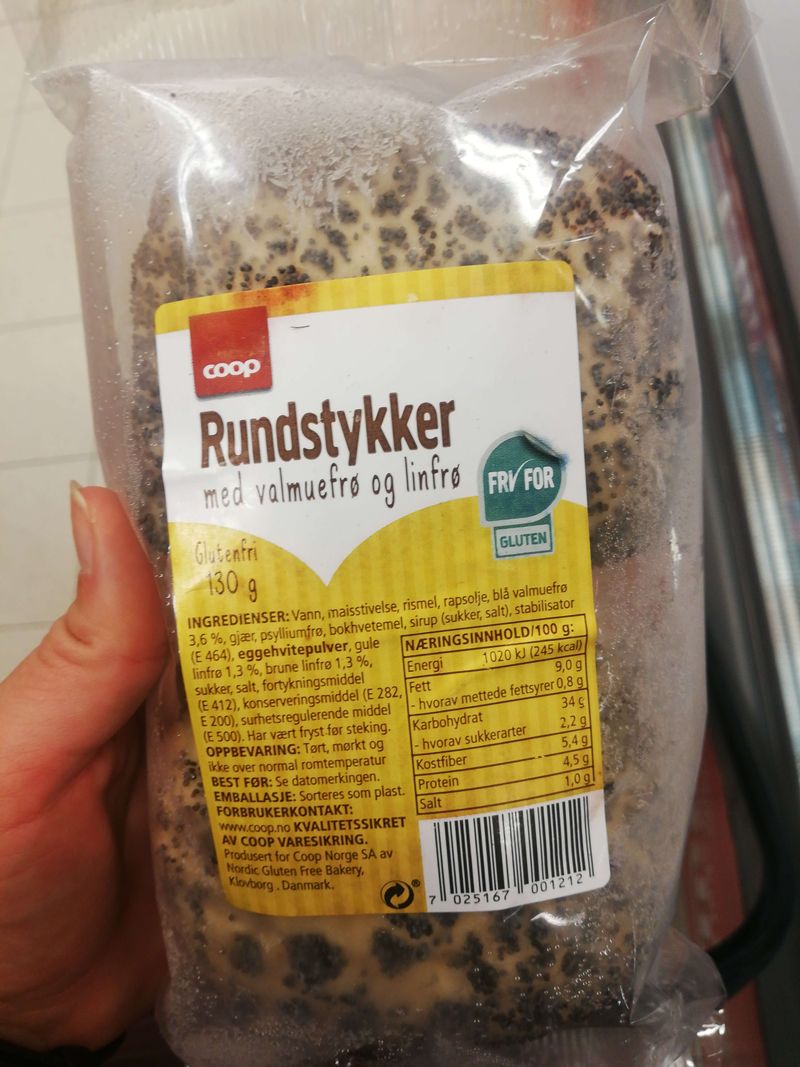 coop
Rundstykker
med valmuefrø og linfrø
FRI FOR
GLUTEN
Glutenfri
130 g
INGREDIENSER: Vann, maisstivelse, rismel, rapsolje, blå valmuefrø
3,6 %, gjær, psylliumfrø, bokhvetemel, sirup (sukker, salt), stabilisator
(E 464), eggehvitepulver, gule
linfrø 1,3 %, brune linfrø 1,3 %,
sukker, salt, fortykningsmiddel
(E 412), konserveringsmiddel (E 282,
E 200), surhetsregulerende middel
(E 500). Har vært fryst før steking.
OPPBEVARING: Tørt, mørkt og
ikke over normal romtemperatur
BEST FØR: Se datomerkingen.
EMBALLASJE: Sorteres som plast.
FORBRUKERKONTAKT:
www.coop.no KVALITETSSIKRET
AV COOP VARESIKRING.
Produsert for Coop Norge SA av
Nordic Gluten Free Bakery,
Klovborg . Danmark.
NÆRINGSINNHOLD/100 g:
Energi 1020 kJ (245 kcal)
Fett 9,0 g
- hvorav mettede fettsyrer 0,8 g
Karbohydrat 34 g
- hvorav sukkerarter 2,2 g
Kostfiber 5,4 g
Protein 4,5 g
Salt 1,0 g
®
7 025167 001212